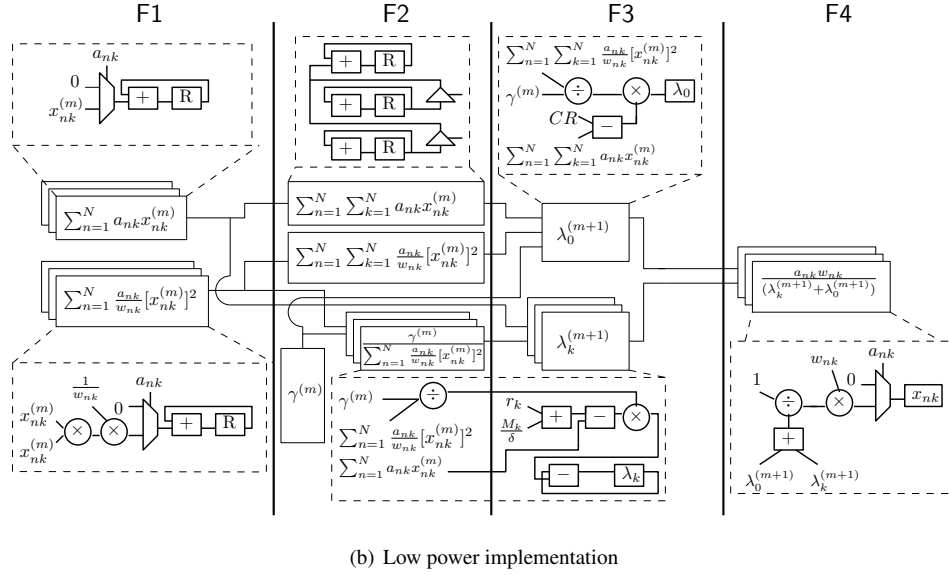 F1 F2 F3 F4
a_{nk}
0
x_{nk}^{(m)}
+ R
+ R
+ R
+ R
\sum_{n=1}^{N} \sum_{k=1}^{N} \frac{a_{nk}}{w_{nk}} [x_{nk}^{(m)}]^2
γ^{(m)} ÷ × λ_0
CR −
\sum_{n=1}^{N} \sum_{k=1}^{N} a_{nk} x_{nk}^{(m)}
\sum_{n=1}^{N} a_{nk} x_{nk}^{(m)}
\sum_{n=1}^{N} \sum_{k=1}^{N} a_{nk} x_{nk}^{(m)}
λ_0^{(m+1)}
\sum_{n=1}^{N} \sum_{k=1}^{N} \frac{a_{nk}}{w_{nk}} [x_{nk}^{(m)}]^2
\sum_{n=1}^{N} \frac{a_{nk}}{w_{nk}} [x_{nk}^{(m)}]^2
\frac{a_{nk} w_{nk}}{(λ_k^{(m+1)} + λ_0^{(m+1)})}
\frac{γ^{(m)}}{\sum_{n=1}^{N} \frac{a_{nk}}{w_{nk}} [x_{nk}^{(m)}]^2}
λ_k^{(m+1)}
γ^{(m)}
\frac{1}{w_{nk}} a_{nk}
0
x_{nk}^{(m)}
× × + R
x_{nk}^{(m)}
γ^{(m)} ÷
\sum_{n=1}^{N} \frac{a_{nk}}{w_{nk}} [x_{nk}^{(m)}]^2
\sum_{n=1}^{N} a_{nk} x_{nk}^{(m)}
r_k
+ − ×
\frac{M_k}{δ}
− λ_k
w_{nk} a_{nk}
1 0
÷ × x_{nk}
+
λ_0^{(m+1)} λ_k^{(m+1)}
(b) Low power implementation